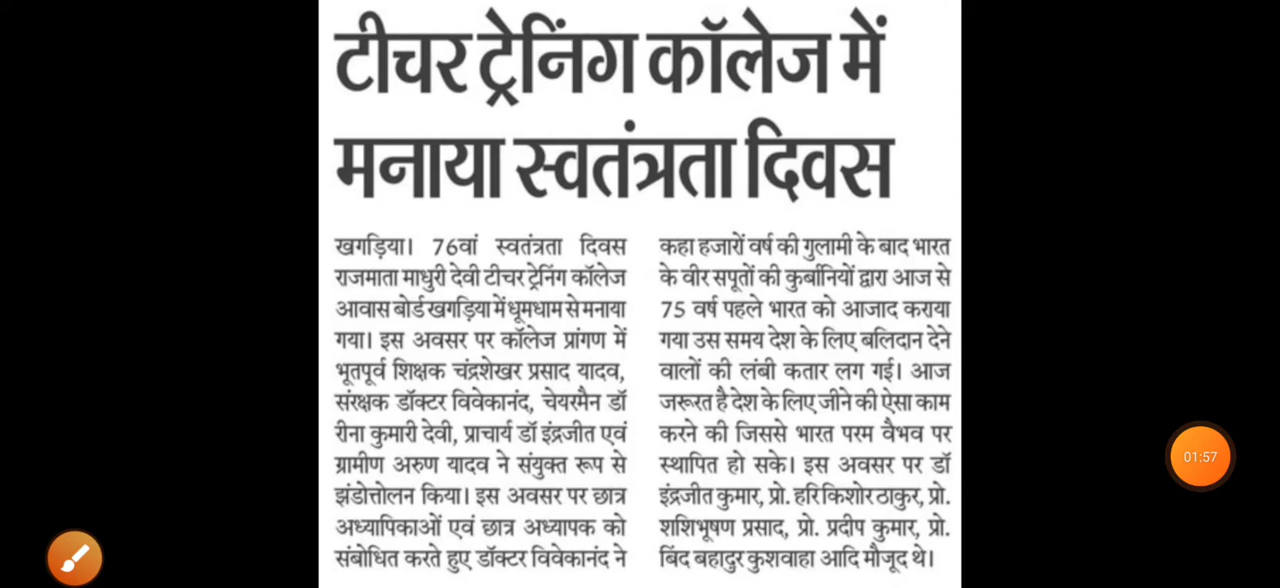 टीचर ट्रेनिंग कॉलेज में
मनाया स्वतंत्रता दिवस
खगड़िया। 76वां स्वतंत्रता दिवस
राजमाता माधुरी देवी टीचर ट्रेनिंग कॉलेज
आवास बोर्ड खगड़िया में धूमधाम से मनाया
गया। इस अवसर पर कॉलेज प्रांगण में
भूतपूर्व शिक्षक चंद्रशेखर प्रसाद यादव,
संरक्षक डॉक्टर विवेकानंद, चेयरमैन डॉ
रीना कुमारी देवी, प्राचार्य डॉ इंद्रजीत एवं
ग्रामीण अरुण यादव ने संयुक्त रूप से
झंडोत्तोलन किया। इस अवसर पर छात्र
अध्यापिकाओं एवं छात्र अध्यापक को
संबोधित करते हुए डॉक्टर विवेकानंद ने
कहा हजारों वर्ष की गुलामी के बाद भारत
के वीर सपूतों की कुर्बानियों द्वारा आज से
75 वर्ष पहले भारत को आजाद कराया
गया उस समय देश के लिए बलिदान देने
वालों की लंबी कतार लग गई। आज
जरूरत है देश के लिए जीने की ऐसा काम
करने की जिससे भारत परम वैभव पर
स्थापित हो सके। इस अवसर पर डॉ
इंद्रजीत कुमार, प्रो. हरि किशोर ठाकुर, प्रो.
शशिभूषण प्रसाद, प्रो. प्रदीप कुमार, प्रो.
बिंद बहादुर कुशवाहा आदि मौजूद थे।
01:57